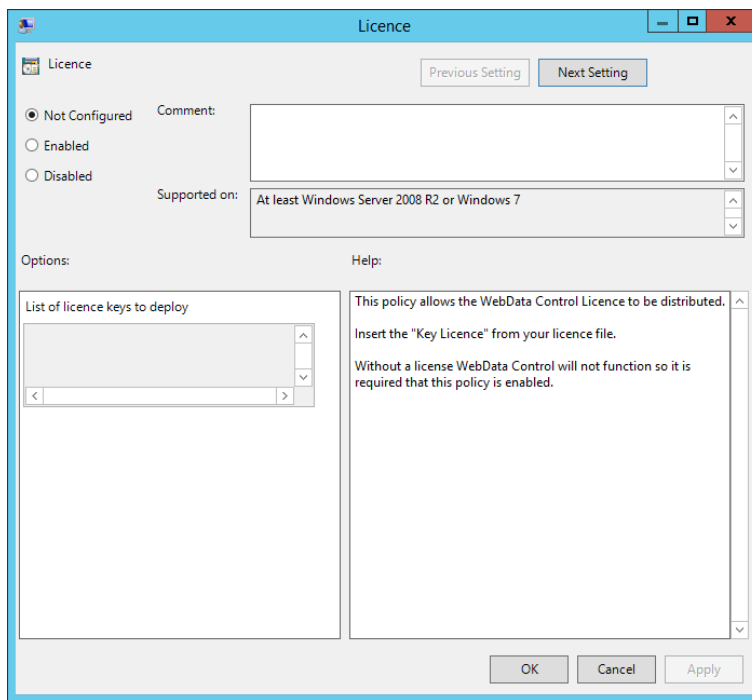 Licence
Licence
Previous Setting
Next Setting
Not Configured
Comment:
Enabled
Disabled
Supported on:
At least Windows Server 2008 R2 or Windows 7
Options:
Help:
List of licence keys to deploy
This policy allows the WebData Control Licence to be distributed.
Insert the "Key Licence" from your licence file.
Without a license WebData Control will not function so it is
required that this policy is enabled.
OK
Cancel
Apply